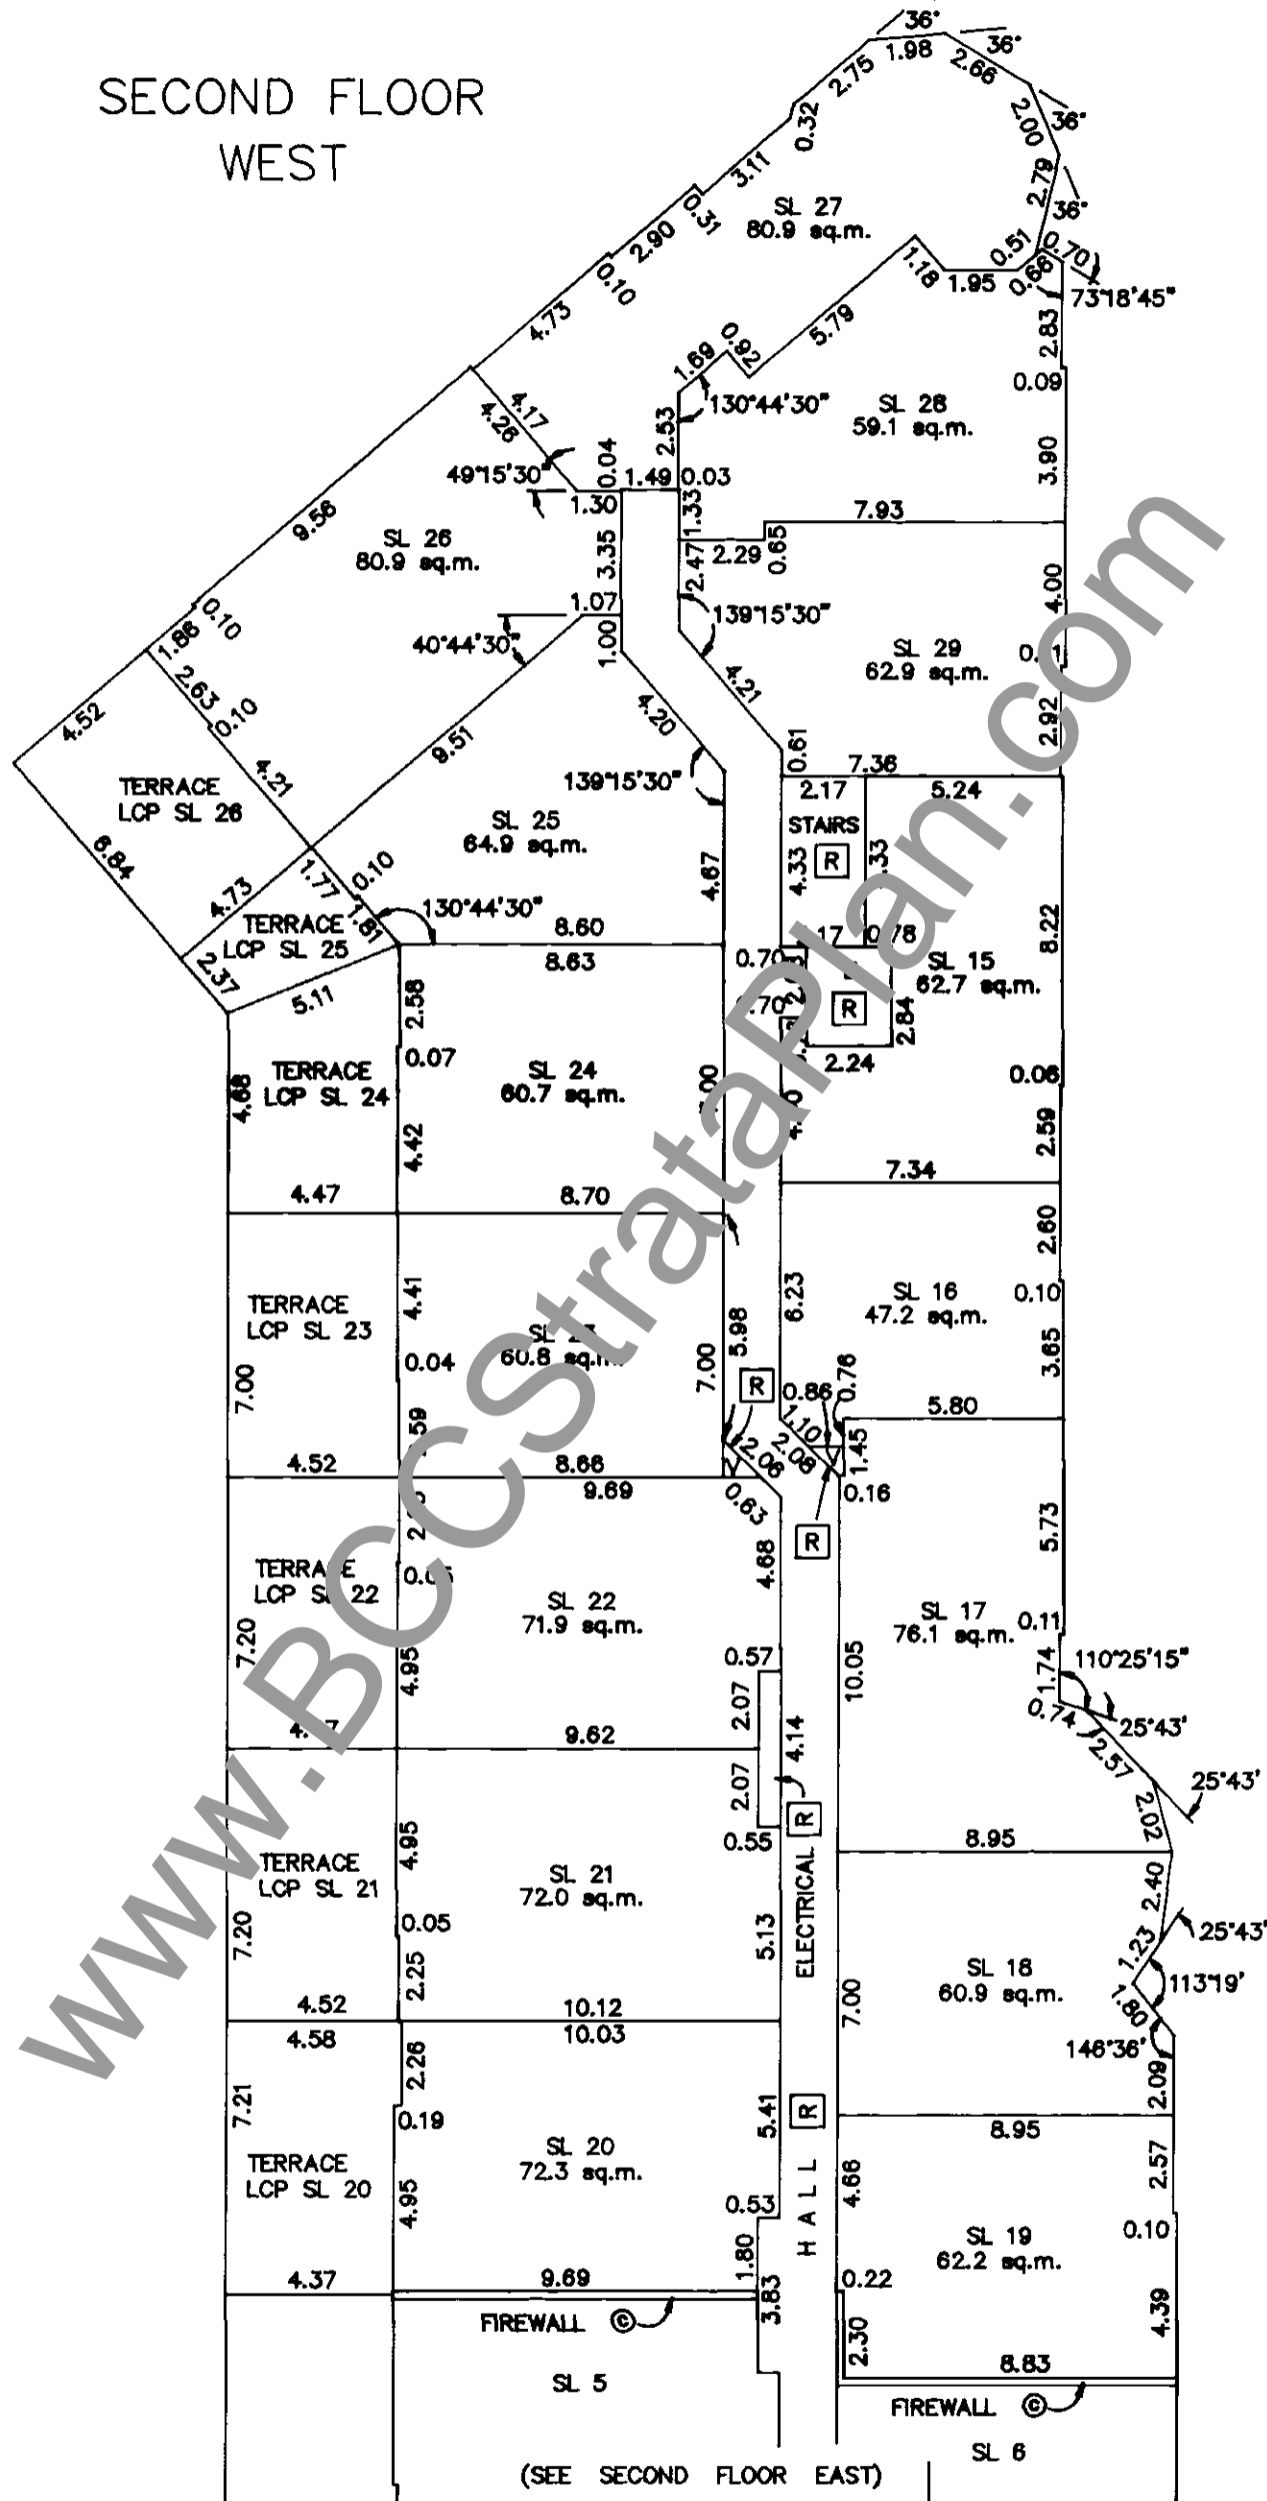 SECOND FLOOR
WEST
36°
1.98
36°
2.66
2.75
0.32
2.00
36°
3.11
2.79
36°
SL 27
80.9 sq.m.
0.31
2.90
0.10
0.51
0.70
0.66
1.18
1.95
73°18'45"
4.73
5.79
2.83
0.92
1.69
0.09
130°44'30"
SL 28
59.1 sq.m.
4.17
4.26
2.53
3.90
49°15'30"
0.04
1.49
0.03
1.30
1.33
7.93
9.56
SL 26
80.9 sq.m.
3.35
2.47
2.29
0.65
4.00
0.10
1.86
1.07
139°15'30"
40°44'30"
1.00
SL 29
62.9 sq.m.
2.63
0.10
4.21
4.20
2.92
4.52
9.51
0.61
7.36
139°15'30"
2.17
5.24
TERRACE
LCP SL 26
4.21
STAIRS
SL 25
64.9 sq.m.
4.33
R
6.84
4.67
4.73
1.77
0.10
1.81
130°44'30"
TERRACE
LCP SL 25
8.60
8.63
0.78
8.22
2.37
5.11
0.70
SL 15
62.7 sq.m.
2.58
R
2.84
0.07
2.24
TERRACE
LCP SL 24
SL 24
60.7 sq.m.
0.06
4.68
2.59
4.42
7.34
4.47
8.70
2.60
TERRACE
LCP SL 23
4.41
6.23
SL 16
47.2 sq.m.
0.10
5.98
0.04
60.8 sq.m.
3.65
7.00
7.00
R
0.86
0.76
5.80
1.10
4.52
8.66
2.06
2.08
1.45
9.69
0.63
0.16
5.73
R
4.68
TERRACE
LCP SL 22
SL 22
71.9 sq.m.
SL 17
76.1 sq.m.
0.11
7.20
4.95
0.57
10.05
1.74
110°25'15"
2.07
0.74
25°43'
9.62
4.14
2.57
2.07
25°43'
R
2.02
0.55
8.95
TERRACE
LCP SL 21
4.95
SL 21
72.0 sq.m.
ELECTRICAL
2.40
7.20
0.05
5.13
1.23
25°43'
SL 18
60.9 sq.m.
2.25
113°19'
7.00
1.80
4.52
10.12
4.58
10.03
146°36'
2.26
2.09
7.21
0.19
5.41
R
8.95
TERRACE
LCP SL 20
SL 20
72.3 sq.m.
2.57
4.66
4.95
0.53
HALL
0.10
SL 19
62.2 sq.m.
1.80
4.37
9.69
0.22
3.83
4.39
FIREWALL ©
2.30
SL 5
8.83
FIREWALL ©
SL 6
(SEE SECOND FLOOR EAST)
www.BCCStrataPlan.com